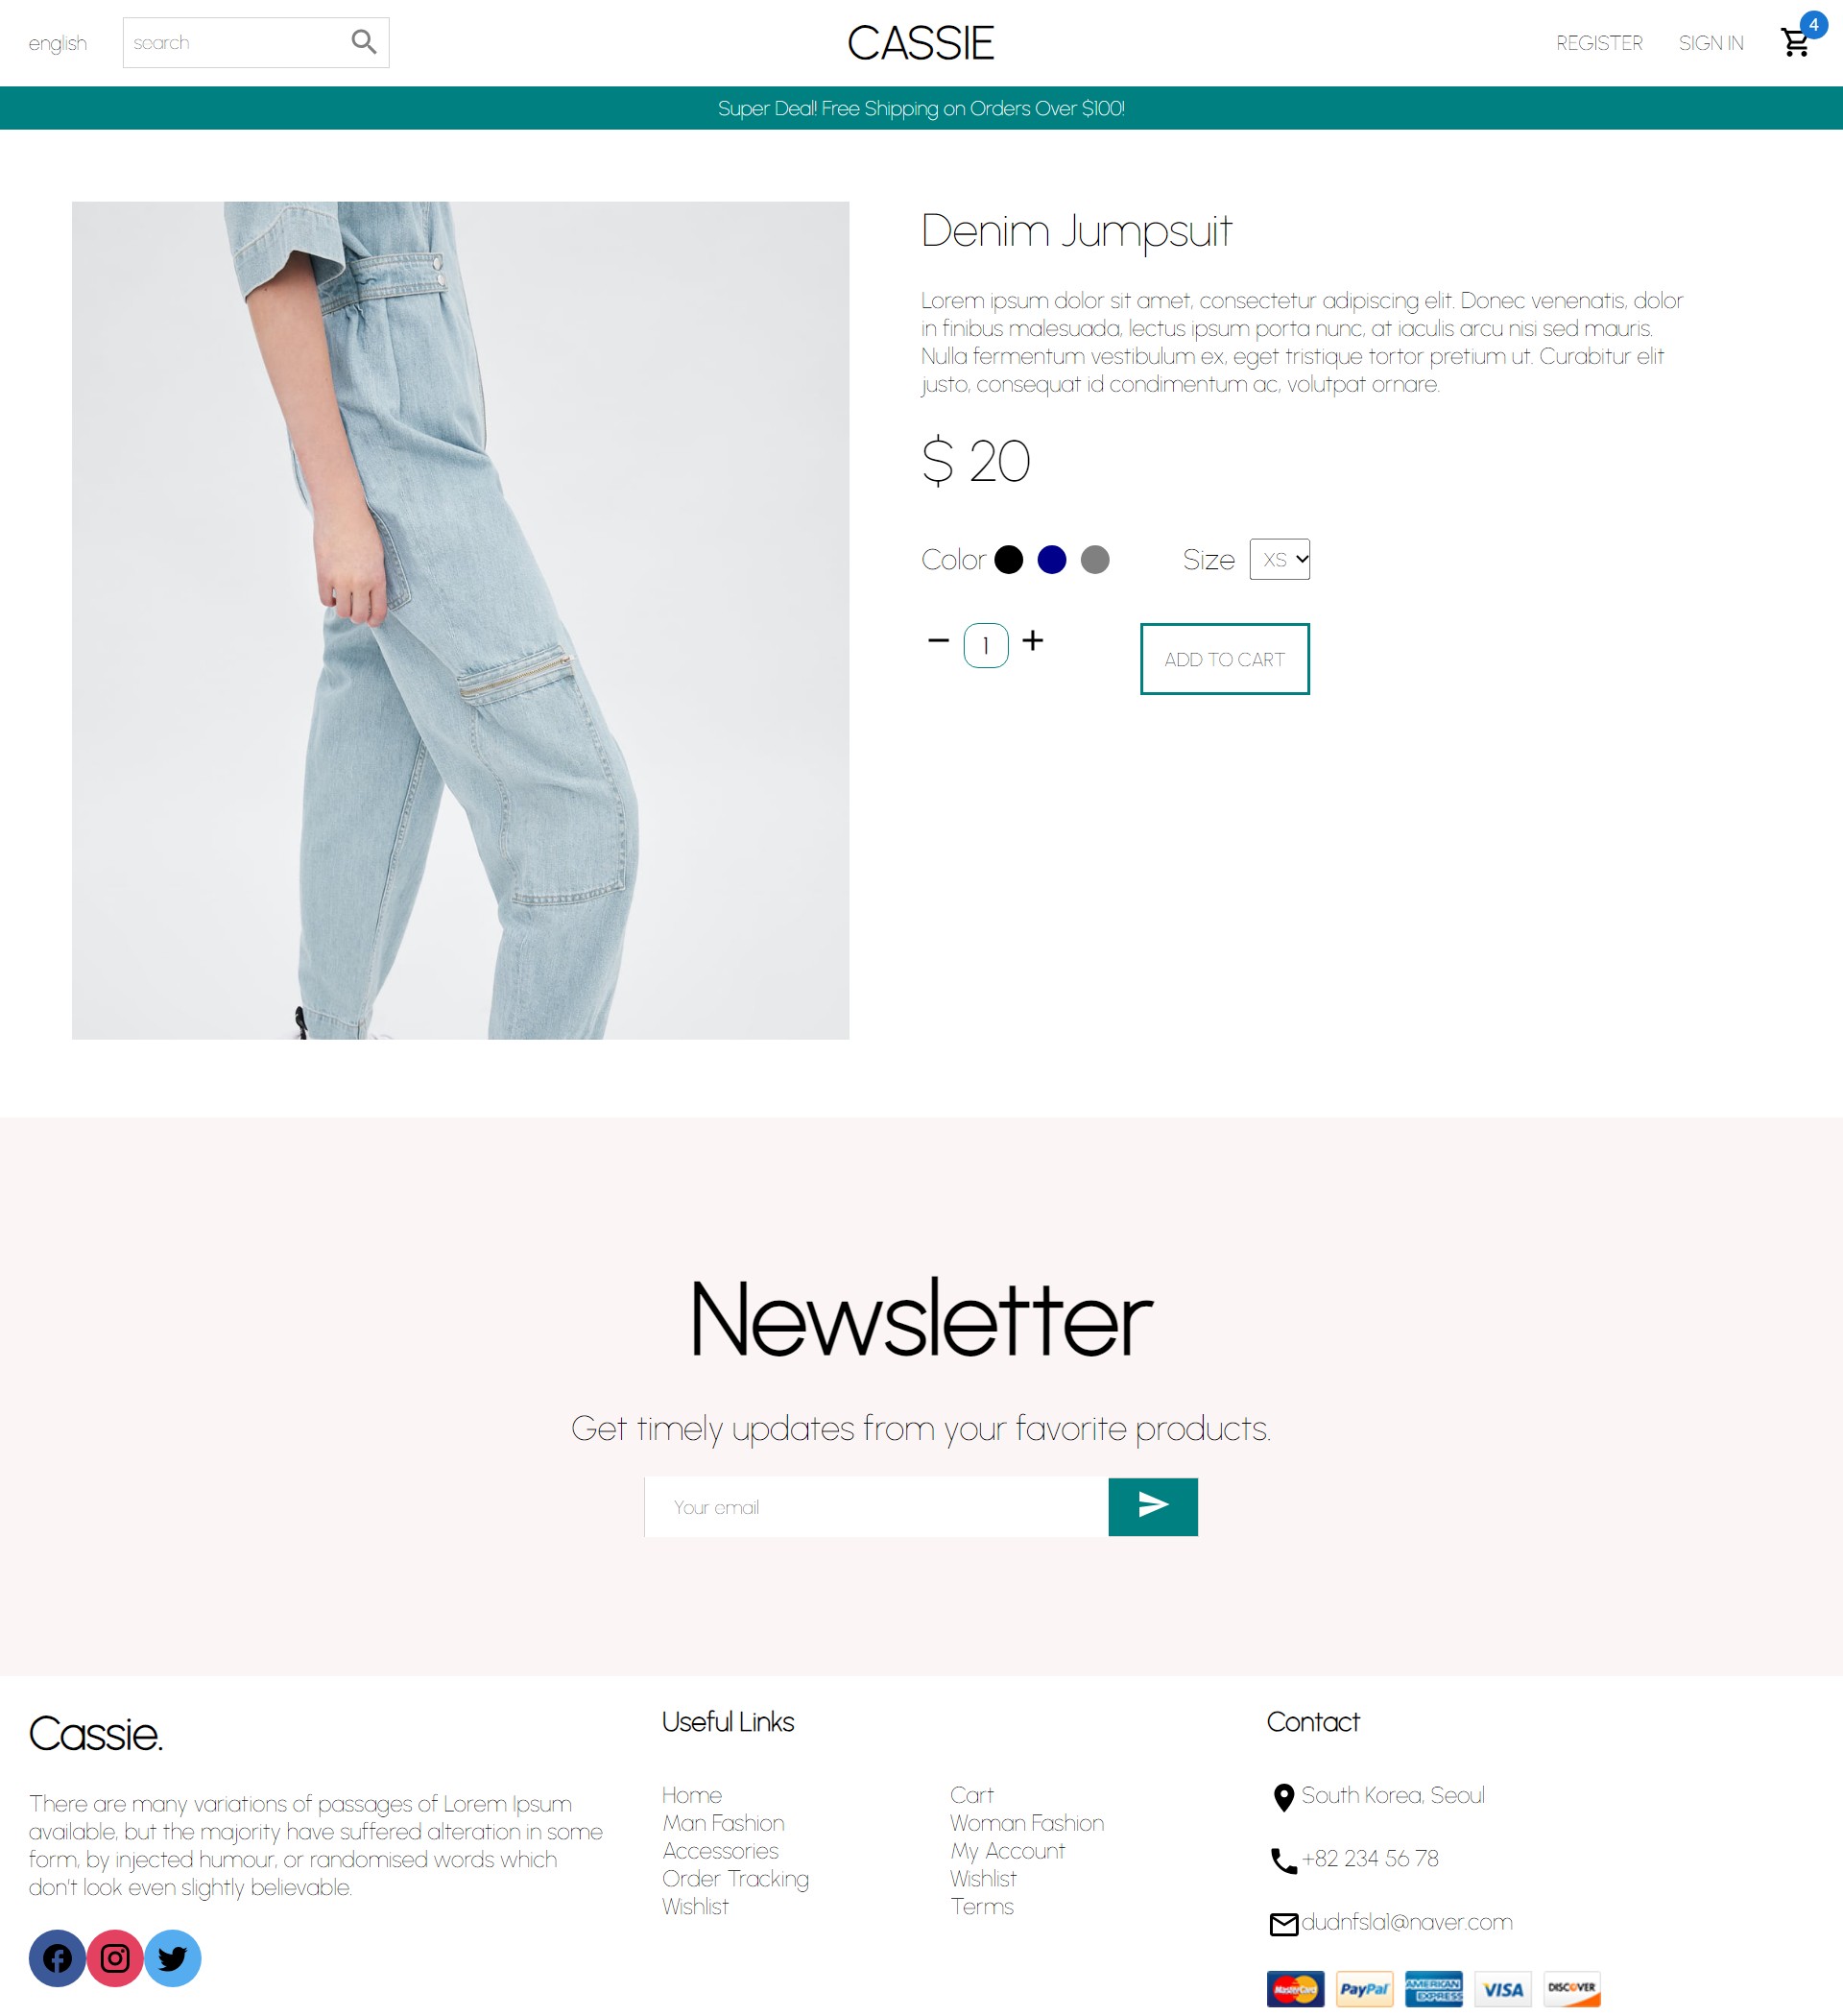 english
search
CASSIE
REGISTER
SIGN IN
4
Super Deal! Free Shipping on Orders Over $100!
Denim Jumpsuit
Lorem ipsum dolor sit amet, consectetur adipiscing elit. Donec venenatis, dolor
in finibus malesuada, lectus ipsum porta nunc, at iaculis arcu nisi sed mauris.
Nulla fermentum vestibulum ex, eget tristique tortor pretium ut. Curabitur elit
justo, consequat id condimentum ac, volutpat ornare.
$ 20
Color
Size
XS
1
ADD TO CART
Newsletter
Get timely updates from your favorite products.
Your email
Cassie.
There are many variations of passages of Lorem Ipsum
available, but the majority have suffered alteration in some
form, by injected humour, or randomised words which
don't look even slightly believable.
Useful Links
Home
Man Fashion
Accessories
Order Tracking
Wishlist
Cart
Woman Fashion
My Account
Wishlist
Terms
Contact
South Korea, Seoul
+82 234 56 78
dudnfsla1@naver.com
MasterCard
PayPal
AMERICAN EXPRESS
VISA
DISCOVER